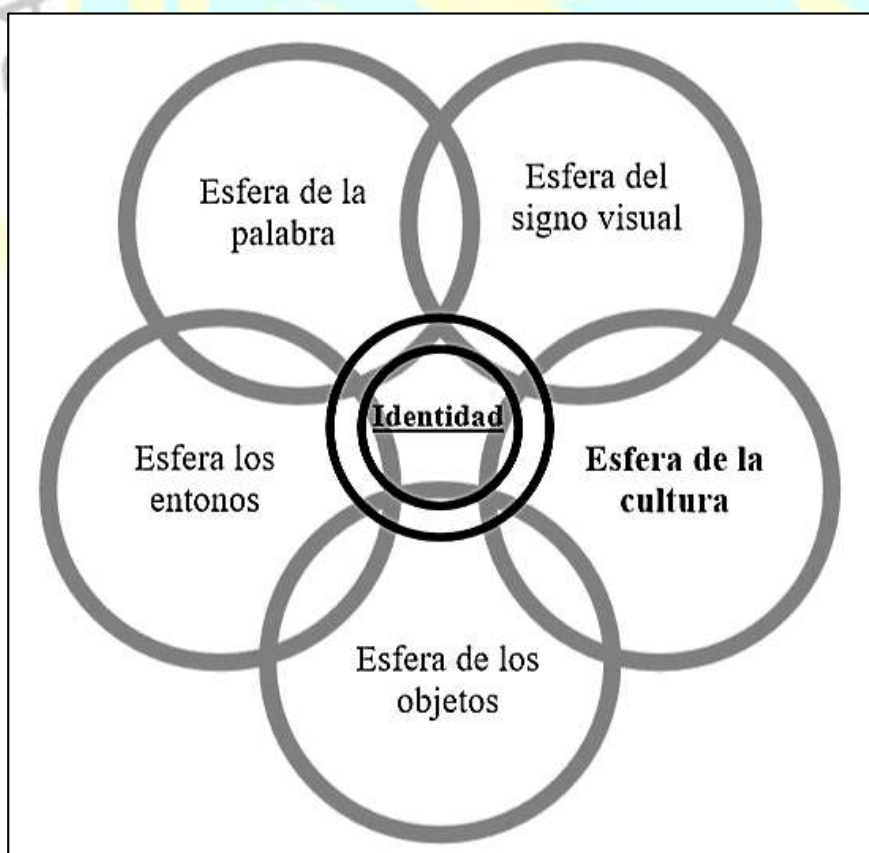 Esfera de la
palabra
Esfera del
signo visual
Identidad
Esfera los
entonos
Esfera de la
cultura
Esfera de los
objetos